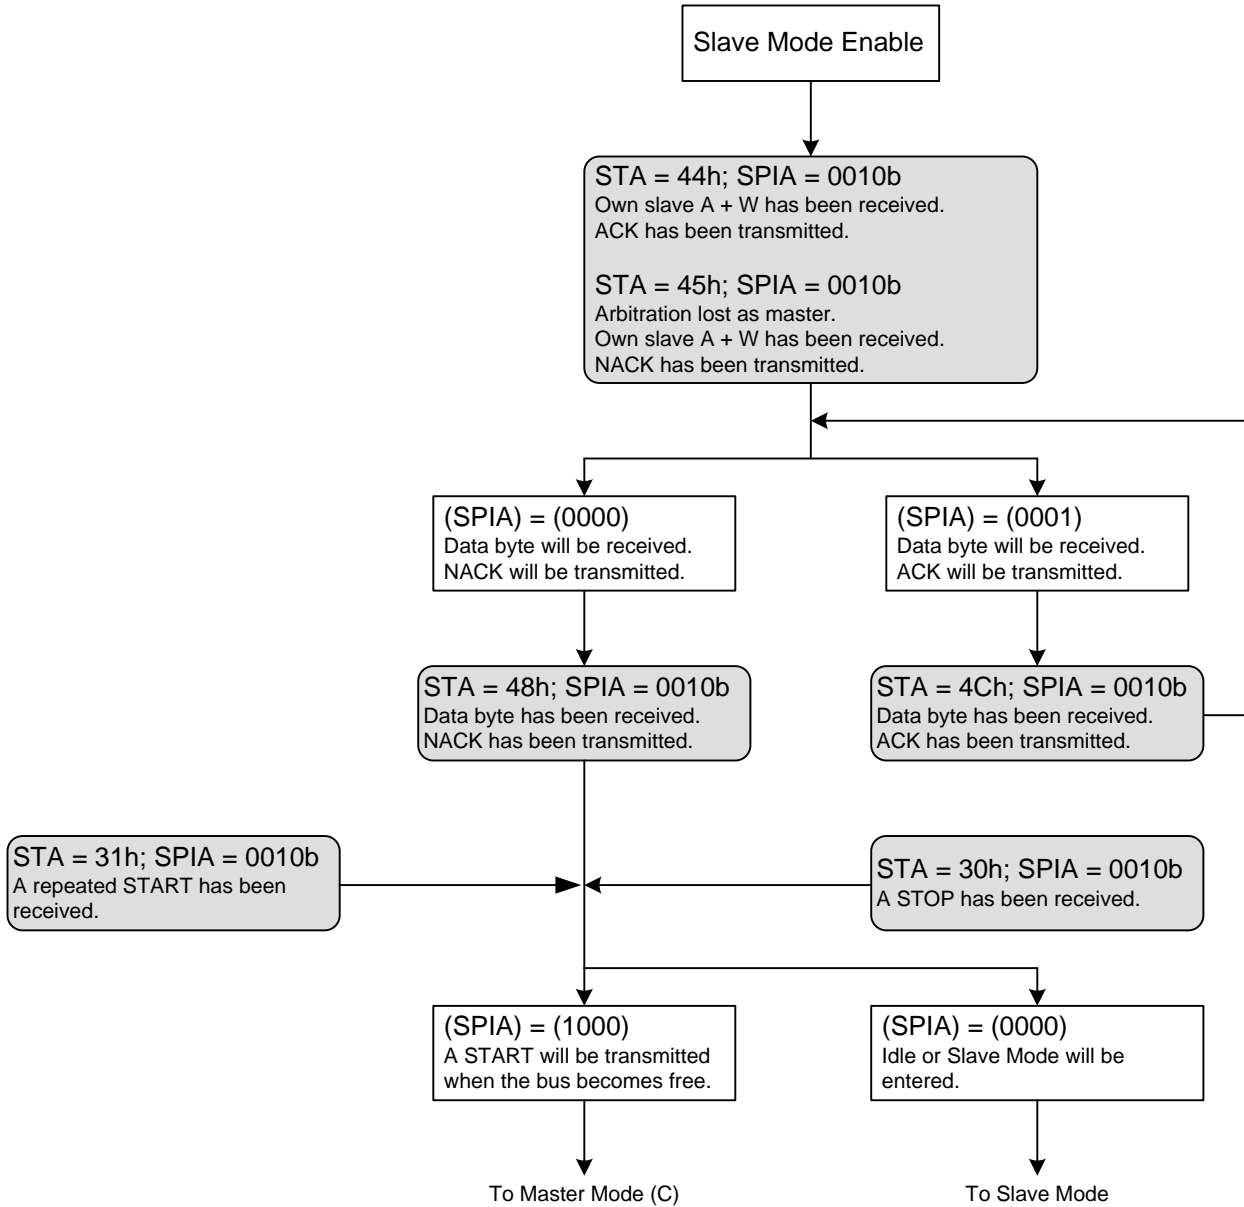 Slave Mode Enable
STA = 44h; SPIA = 0010b
Own slave A + W has been received.
ACK has been transmitted.
STA = 45h; SPIA = 0010b
Arbitration lost as master.
Own slave A + W has been received.
NACK has been transmitted.
(SPIA) = (0000)
Data byte will be received.
NACK will be transmitted.
(SPIA) = (0001)
Data byte will be received.
ACK will be transmitted.
STA = 48h; SPIA = 0010b
Data byte has been received.
NACK has been transmitted.
STA = 4Ch; SPIA = 0010b
Data byte has been received.
ACK has been transmitted.
STA = 31h; SPIA = 0010b
A repeated START has been
received.
STA = 30h; SPIA = 0010b
A STOP has been received.
(SPIA) = (1000)
A START will be transmitted
when the bus becomes free.
(SPIA) = (0000)
Idle or Slave Mode will be
entered.
To Master Mode (C)
To Slave Mode